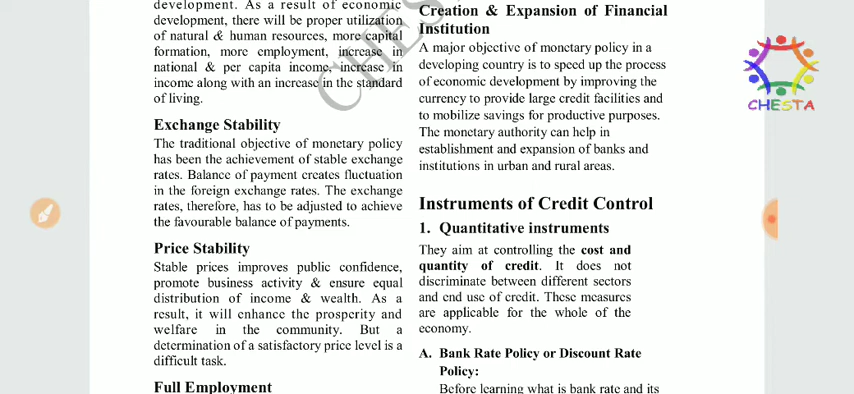 development. As a result of economic
development, there will be proper utilization
of natural & human resources, more capital
formation, more employment, increase in
national & per capita income, increase in
income along with an increase in the standard
of living.
Exchange Stability
The traditional objective of monetary policy
has been the achievement of stable exchange
rates. Balance of payment creates fluctuation
in the foreign exchange rates. The exchange
rates, therefore, has to be adjusted to achieve
the favourable balance of payments.
Price Stability
Stable prices improves public confidence,
promote business activity & ensure equal
distribution of income & wealth. As a
result, it will enhance the prosperity and
welfare in the community. But a
determination of a satisfactory price level is a
difficult task.
Full Employment
Creation & Expansion of Financial
Institution
A major objective of monetary policy in a
developing country is to speed up the process
of economic development by improving the
currency to provide large credit facilities and
to mobilize savings for productive purposes.
The monetary authority can help in
establishment and expansion of banks and
institutions in urban and rural areas.
Instruments of Credit Control
1. Quantitative instruments
They aim at controlling the cost and
quantity of credit. It does not
discriminate between different sectors
and end use of credit. These measures
are applicable for the whole of the
economy.
A. Bank Rate Policy or Discount Rate
Policy:
Before learning what is bank rate and its
CHES
CHESTA